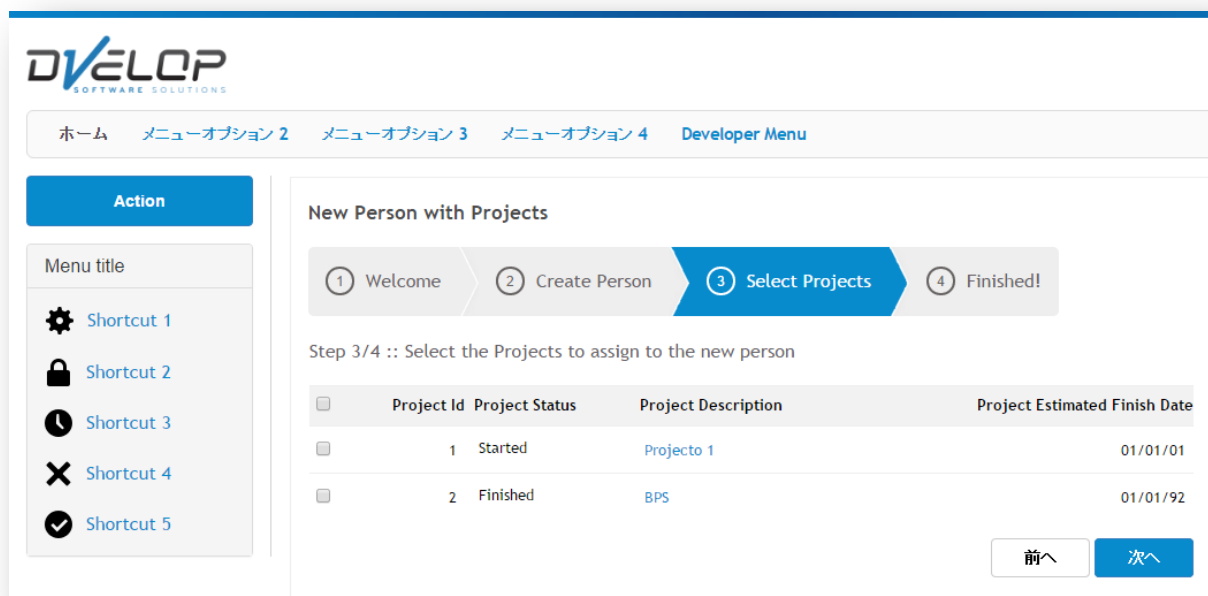 DVELOP
SOFTWARE SOLUTIONS
ホーム メニューオプション 2 メニューオプション 3 メニューオプション 4 Developer Menu
Action
Menu title
Shortcut 1
Shortcut 2
Shortcut 3
Shortcut 4
Shortcut 5
New Person with Projects
1 Welcome 2 Create Person 3 Select Projects 4 Finished!
Step 3/4 :: Select the Projects to assign to the new person
Project Id Project Status Project Description Project Estimated Finish Date
1 Started Projecto 1 01/01/01
2 Finished BPS 01/01/92
前へ 次へ